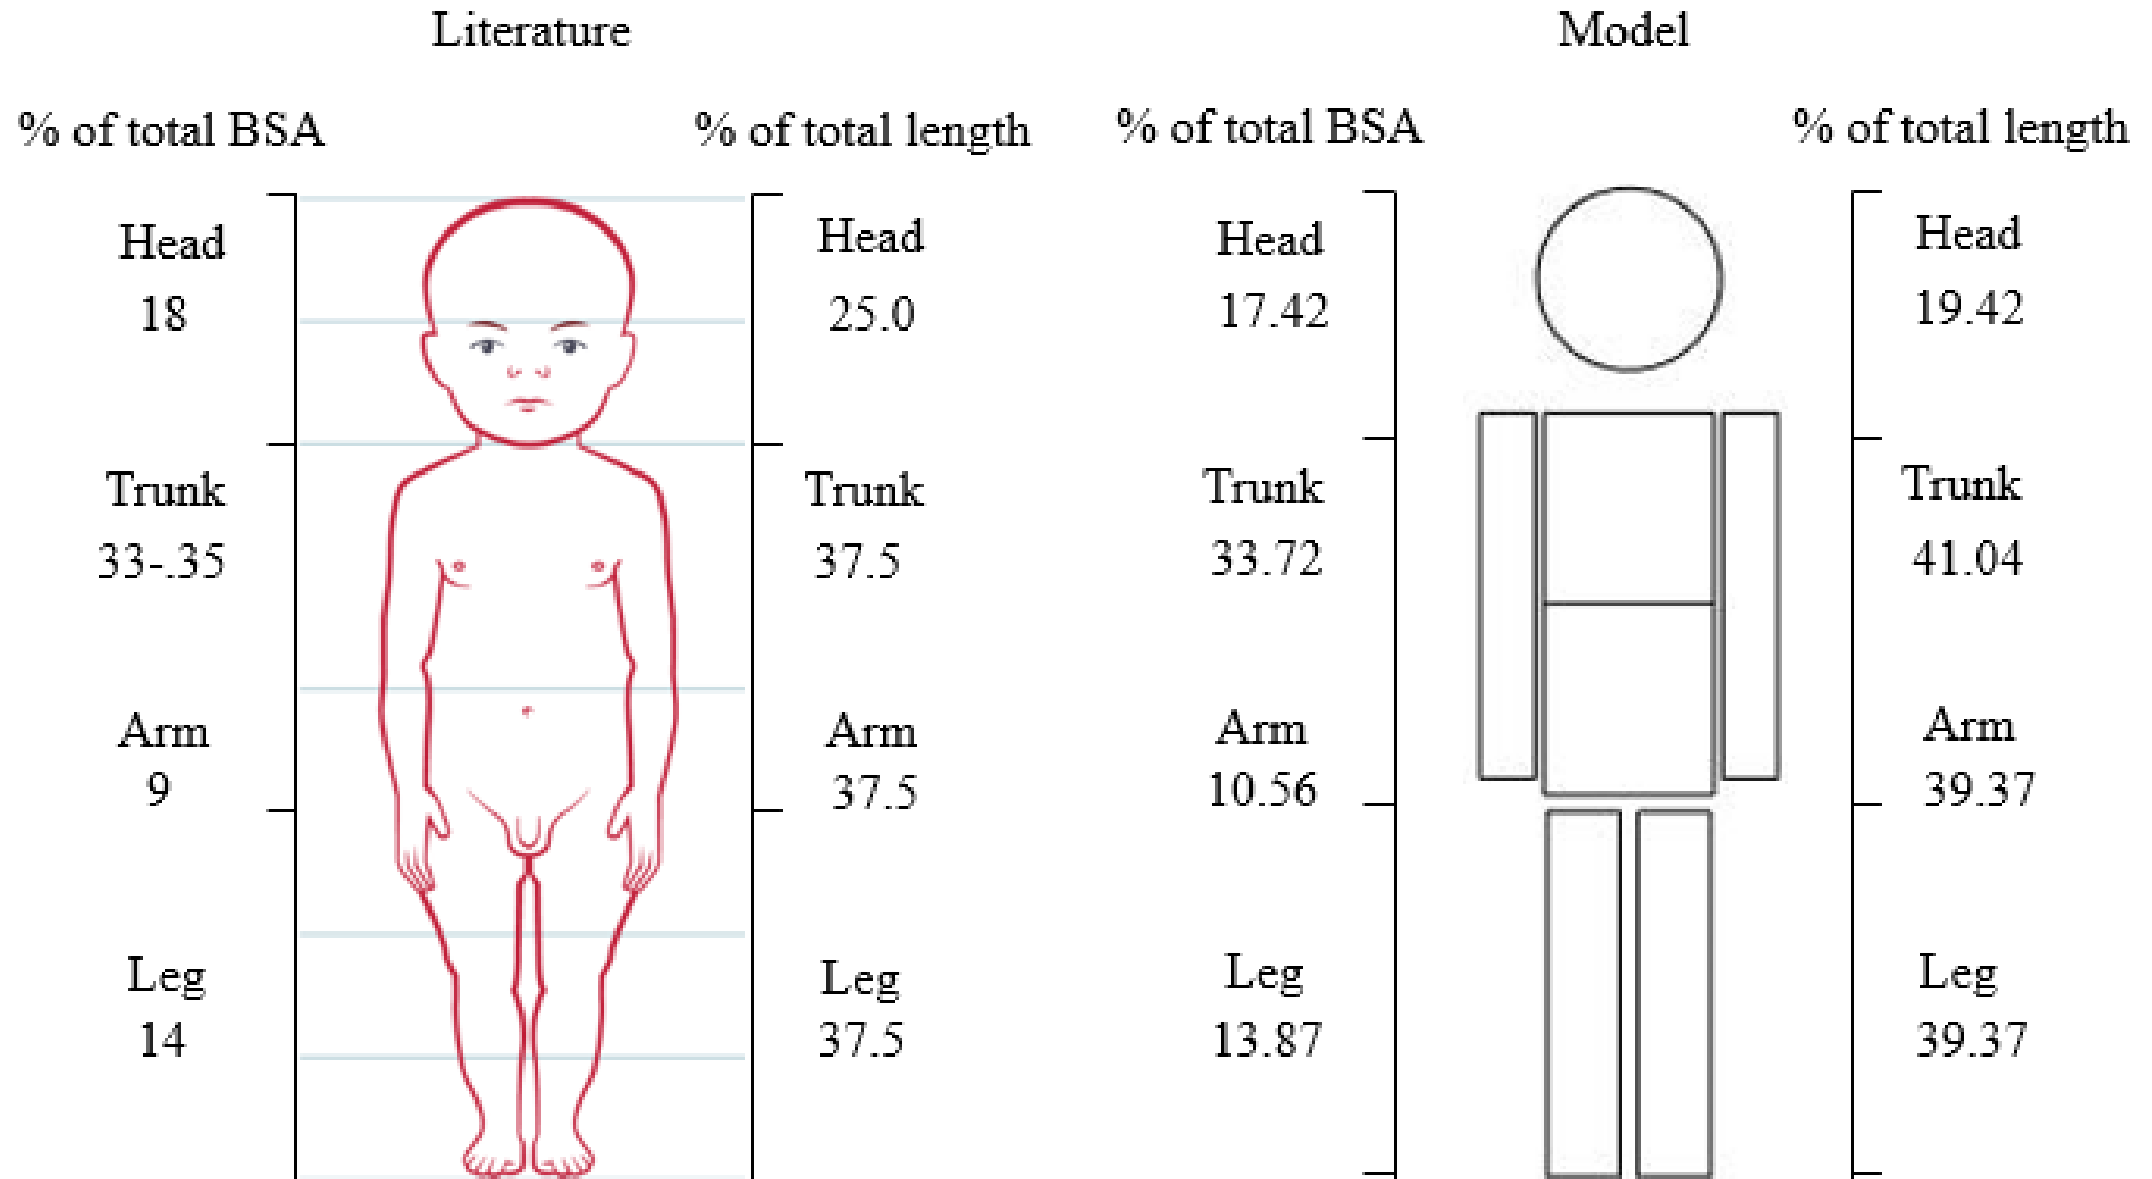 Literature
Model
% of total BSA
% of total length
% of total BSA
% of total length
Head
18
Head
25.0
Head
17.42
Head
19.42
Trunk
33-.35
Trunk
37.5
Trunk
33.72
Trunk
41.04
Arm
9
Arm
37.5
Arm
10.56
Arm
39.37
Leg
14
Leg
37.5
Leg
13.87
Leg
39.37